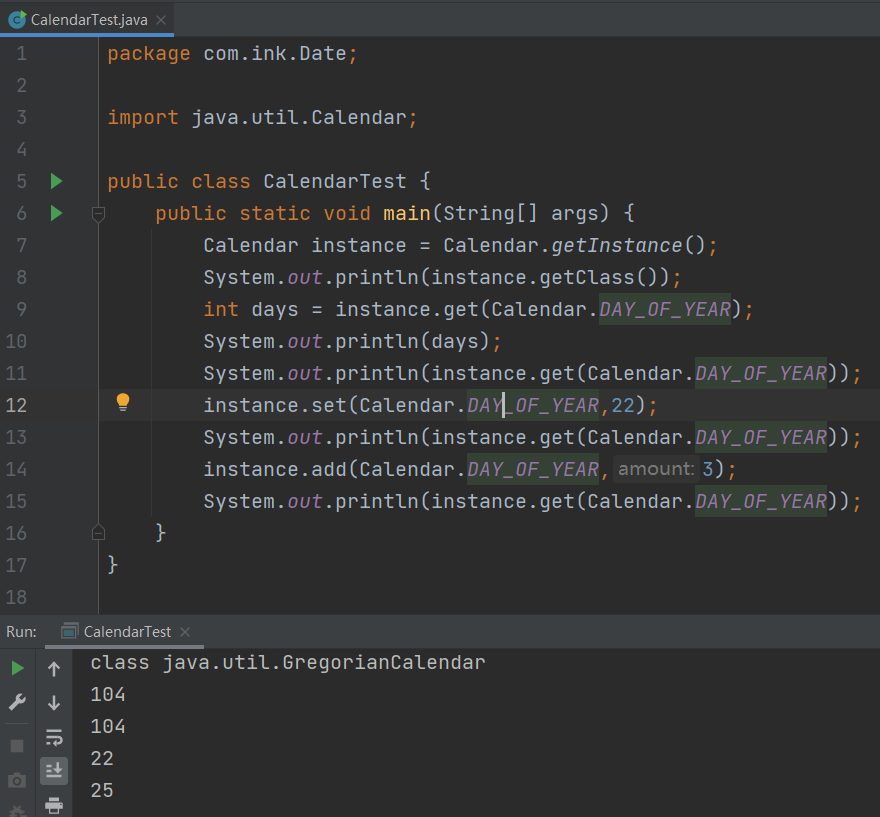 CalendarTest.java
1 package com.ink.Date;
2
3 import java.util.Calendar;
4
5 public class CalendarTest {
6 public static void main(String[] args) {
7 Calendar instance = Calendar.getInstance();
8 System.out.println(instance.getClass());
9 int days = instance.get(Calendar.DAY_OF_YEAR);
10 System.out.println(days);
11 System.out.println(instance.get(Calendar.DAY_OF_YEAR));
12 instance.set(Calendar.DAY_OF_YEAR,22);
13 System.out.println(instance.get(Calendar.DAY_OF_YEAR));
14 instance.add(Calendar.DAY_OF_YEAR, amount: 3);
15 System.out.println(instance.get(Calendar.DAY_OF_YEAR));
16 }
17 }
18
Run: CalendarTest
class java.util.GregorianCalendar
104
104
22
25